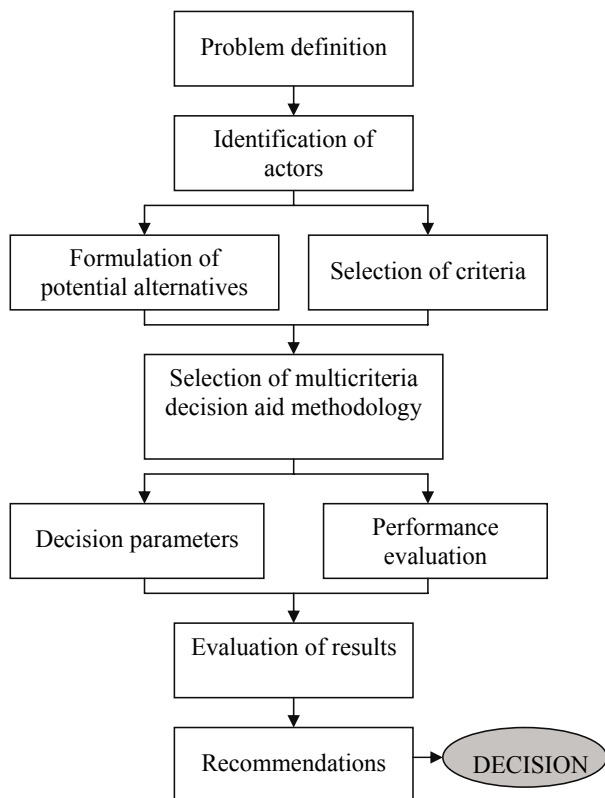 Problem definition
Identification of
actors
Formulation of
potential alternatives
Selection of criteria
Selection of multicriteria
decision aid methodology
Decision parameters
Performance
evaluation
Evaluation of results
Recommendations
DECISION